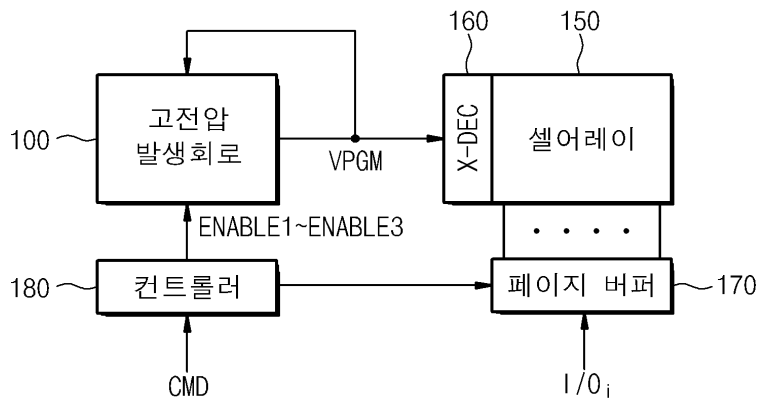 160
150
100
고전압
발생회로
VPGM
X-DEC
셀어레이
ENABLE1~ENABLE3
180
컨트롤러
페이지 버퍼
170
CMD
I/O i